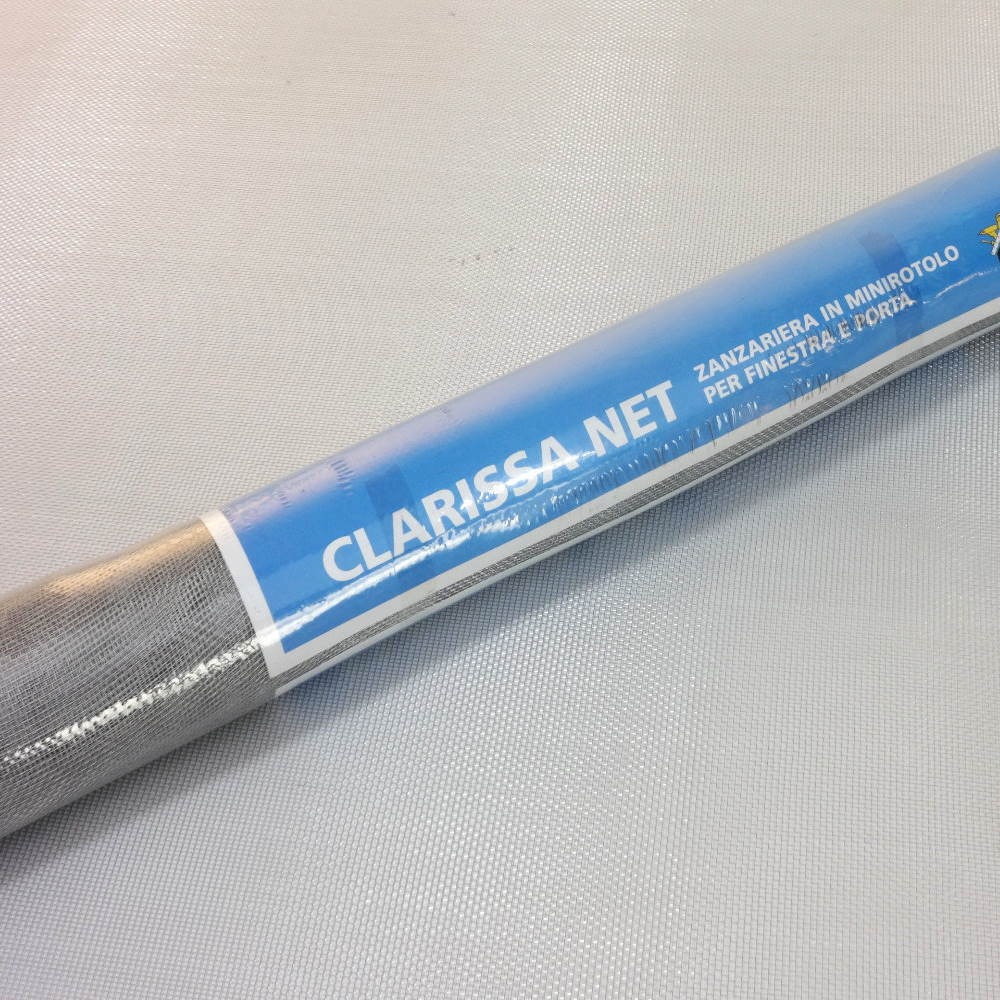 CLARISSA NET
ZANZARIERA IN MINIROTOLO
PER FINESTRA E PORTA